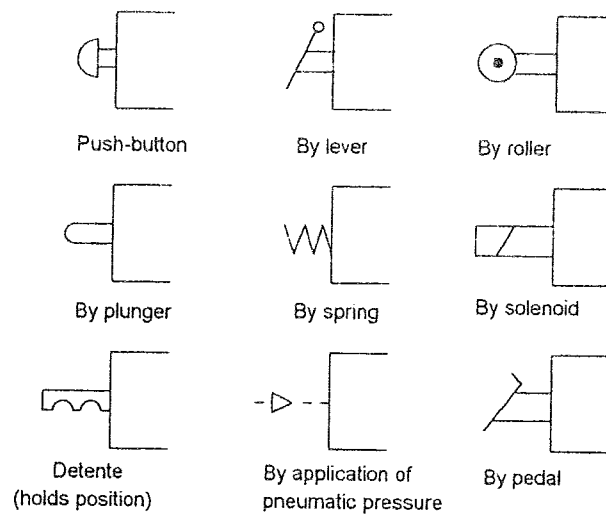 Push-button
By lever
By roller
By plunger
By spring
By solenoid
Detente
(holds position)
By application of
pneumatic pressure
By pedal